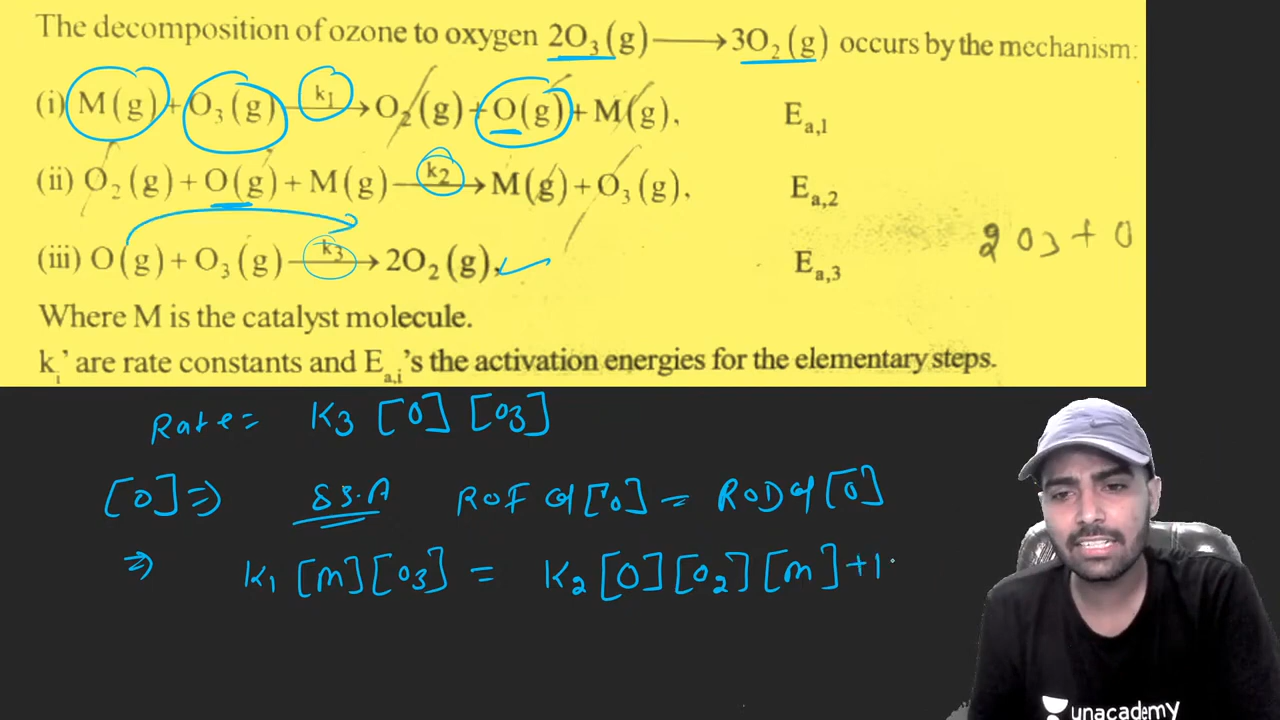 The decomposition of ozone to oxygen 2O₃(g) ⟶ 3O₂(g) occurs by the mechanism:
(i) M(g) + O₃(g) —k₁→ O₂(g) + O(g) + M(g), Eₐ,₁
(ii) O₂(g) + O(g) + M(g) —k₂→ M(g) + O₃(g), Eₐ,₂
2O₃ + O
(iii) O(g) + O₃(g) —k₃→ 2O₂(g), Eₐ,₃
Where M is the catalyst molecule.
kᵢ’ are rate constants and Eₐ,ᵢ’s the activation energies for the elementary steps.
Rate = K₃ [O] [O₃]
[O] ⇒ S.S.A ROF of [O] = ROD of [O]
⇒ K₁ [M] [O₃] = K₂ [O] [O₂] [M] + 1
unacademy